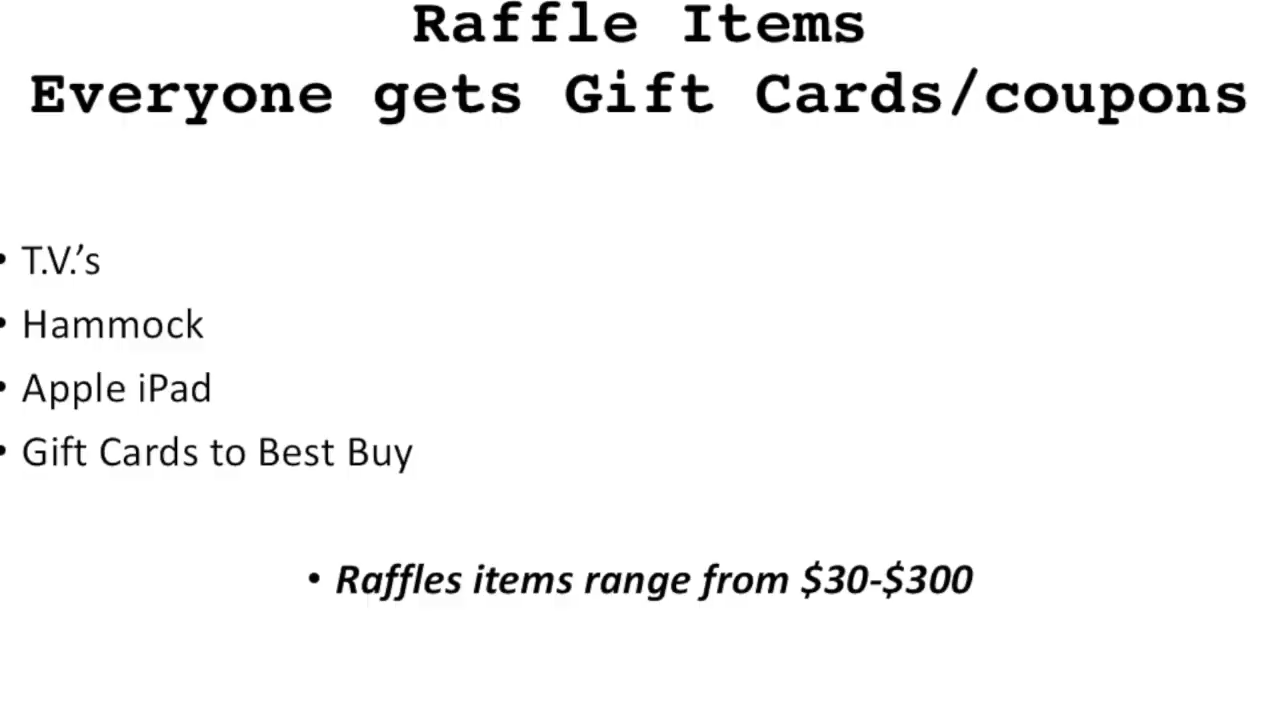 Raffle Items
Everyone gets Gift Cards/coupons
• T.V.’s
• Hammock
• Apple iPad
• Gift Cards to Best Buy
• Raffles items range from $30-$300